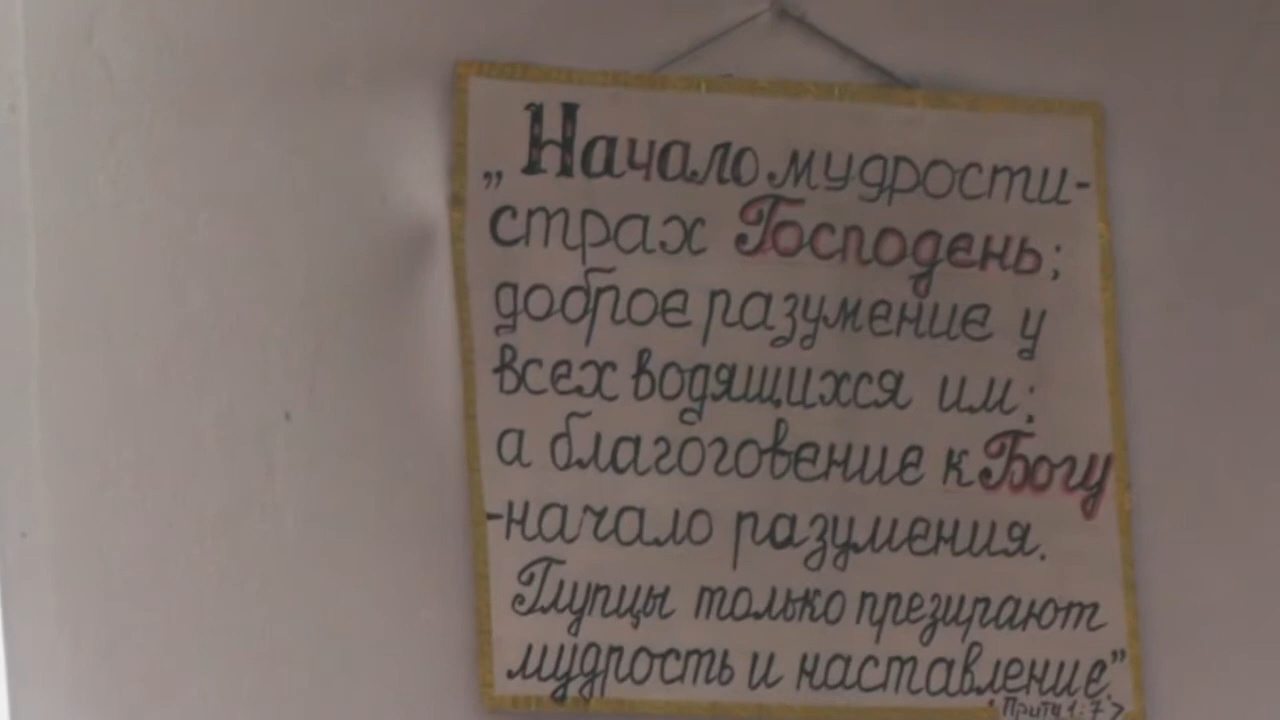 „Начало мудрости-
страх Господень;
доброе разумение у
всех водящихся им;
а благоговение к Богу
-начало разумения.
Глупцы только презирают
мудрость и наставление."
<Притч 1:7>